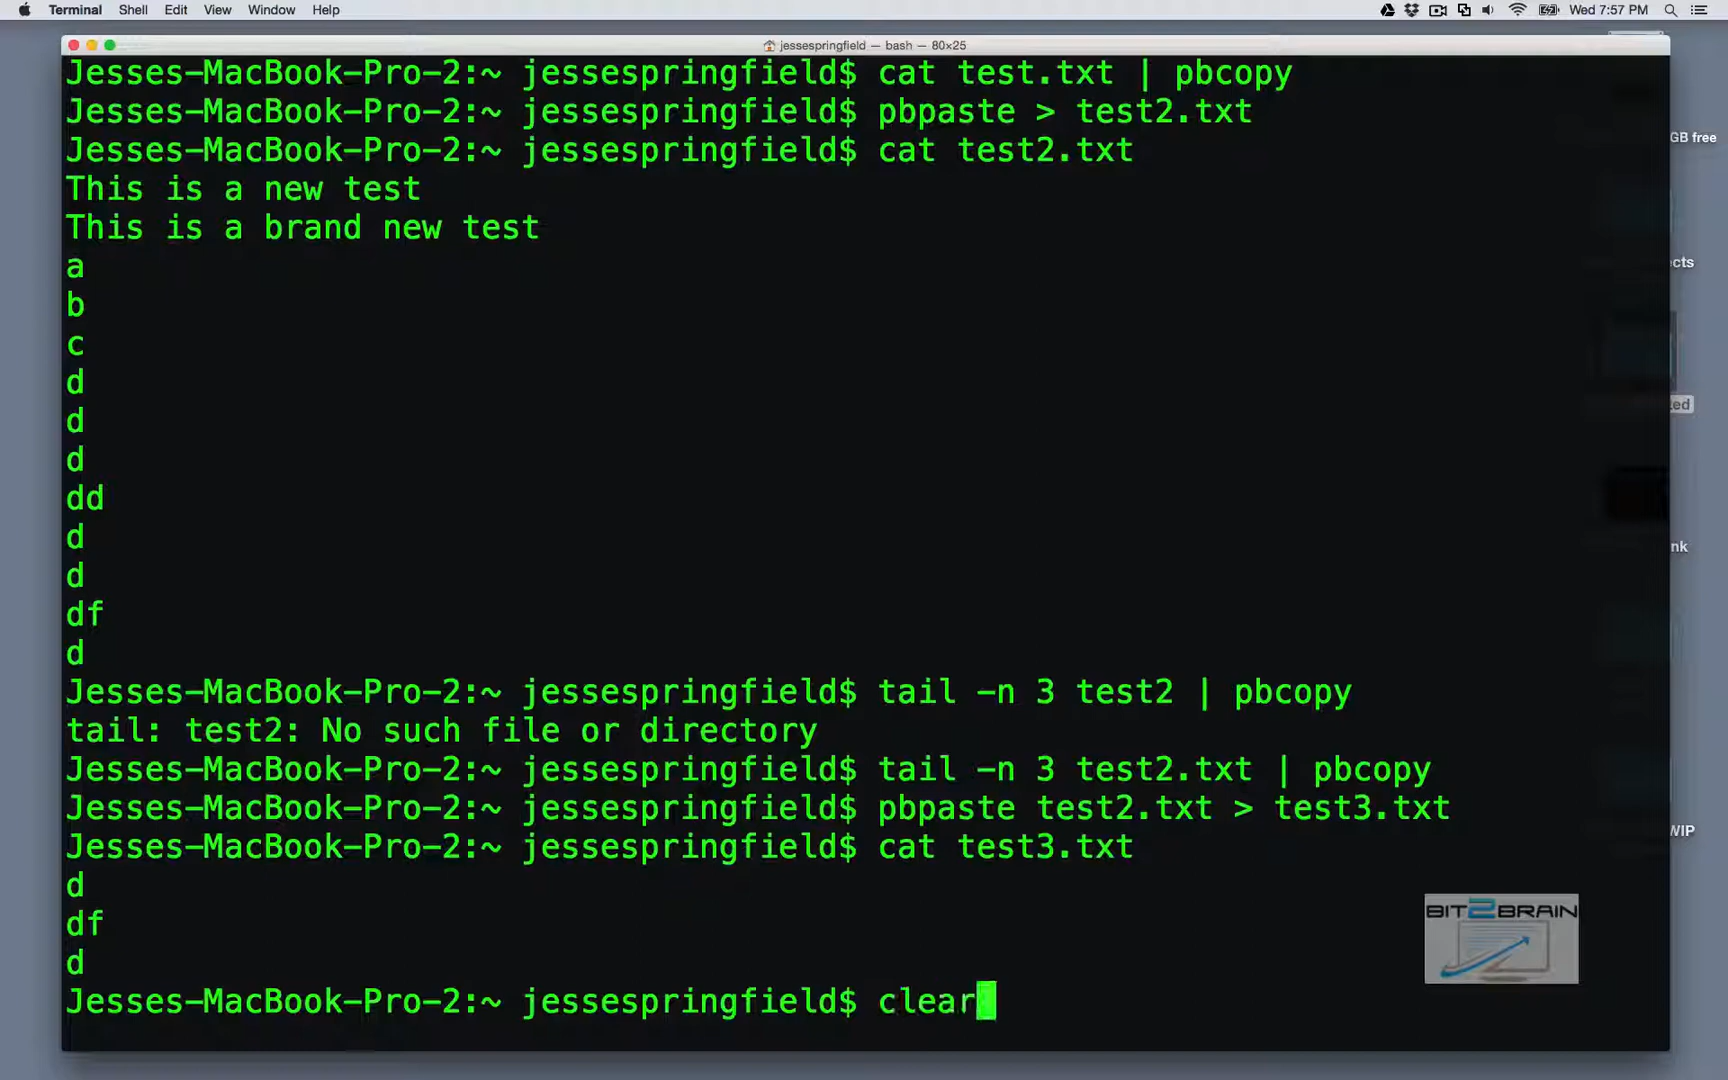 Terminal Shell Edit View Window Help Wed 7:57 PM
jessespringfield — bash — 80×25
Jesses-MacBook-Pro-2:~ jessespringfield$ cat test.txt | pbcopy
Jesses-MacBook-Pro-2:~ jessespringfield$ pbpaste > test2.txt
Jesses-MacBook-Pro-2:~ jessespringfield$ cat test2.txt
This is a new test
This is a brand new test
a
b
c
d
d
d
dd
d
d
df
d
Jesses-MacBook-Pro-2:~ jessespringfield$ tail -n 3 test2 | pbcopy
tail: test2: No such file or directory
Jesses-MacBook-Pro-2:~ jessespringfield$ tail -n 3 test2.txt | pbcopy
Jesses-MacBook-Pro-2:~ jessespringfield$ pbpaste test2.txt > test3.txt
Jesses-MacBook-Pro-2:~ jessespringfield$ cat test3.txt
d
df
d
Jesses-MacBook-Pro-2:~ jessespringfield$ clear
GB free
WIP
BIT2BRAIN